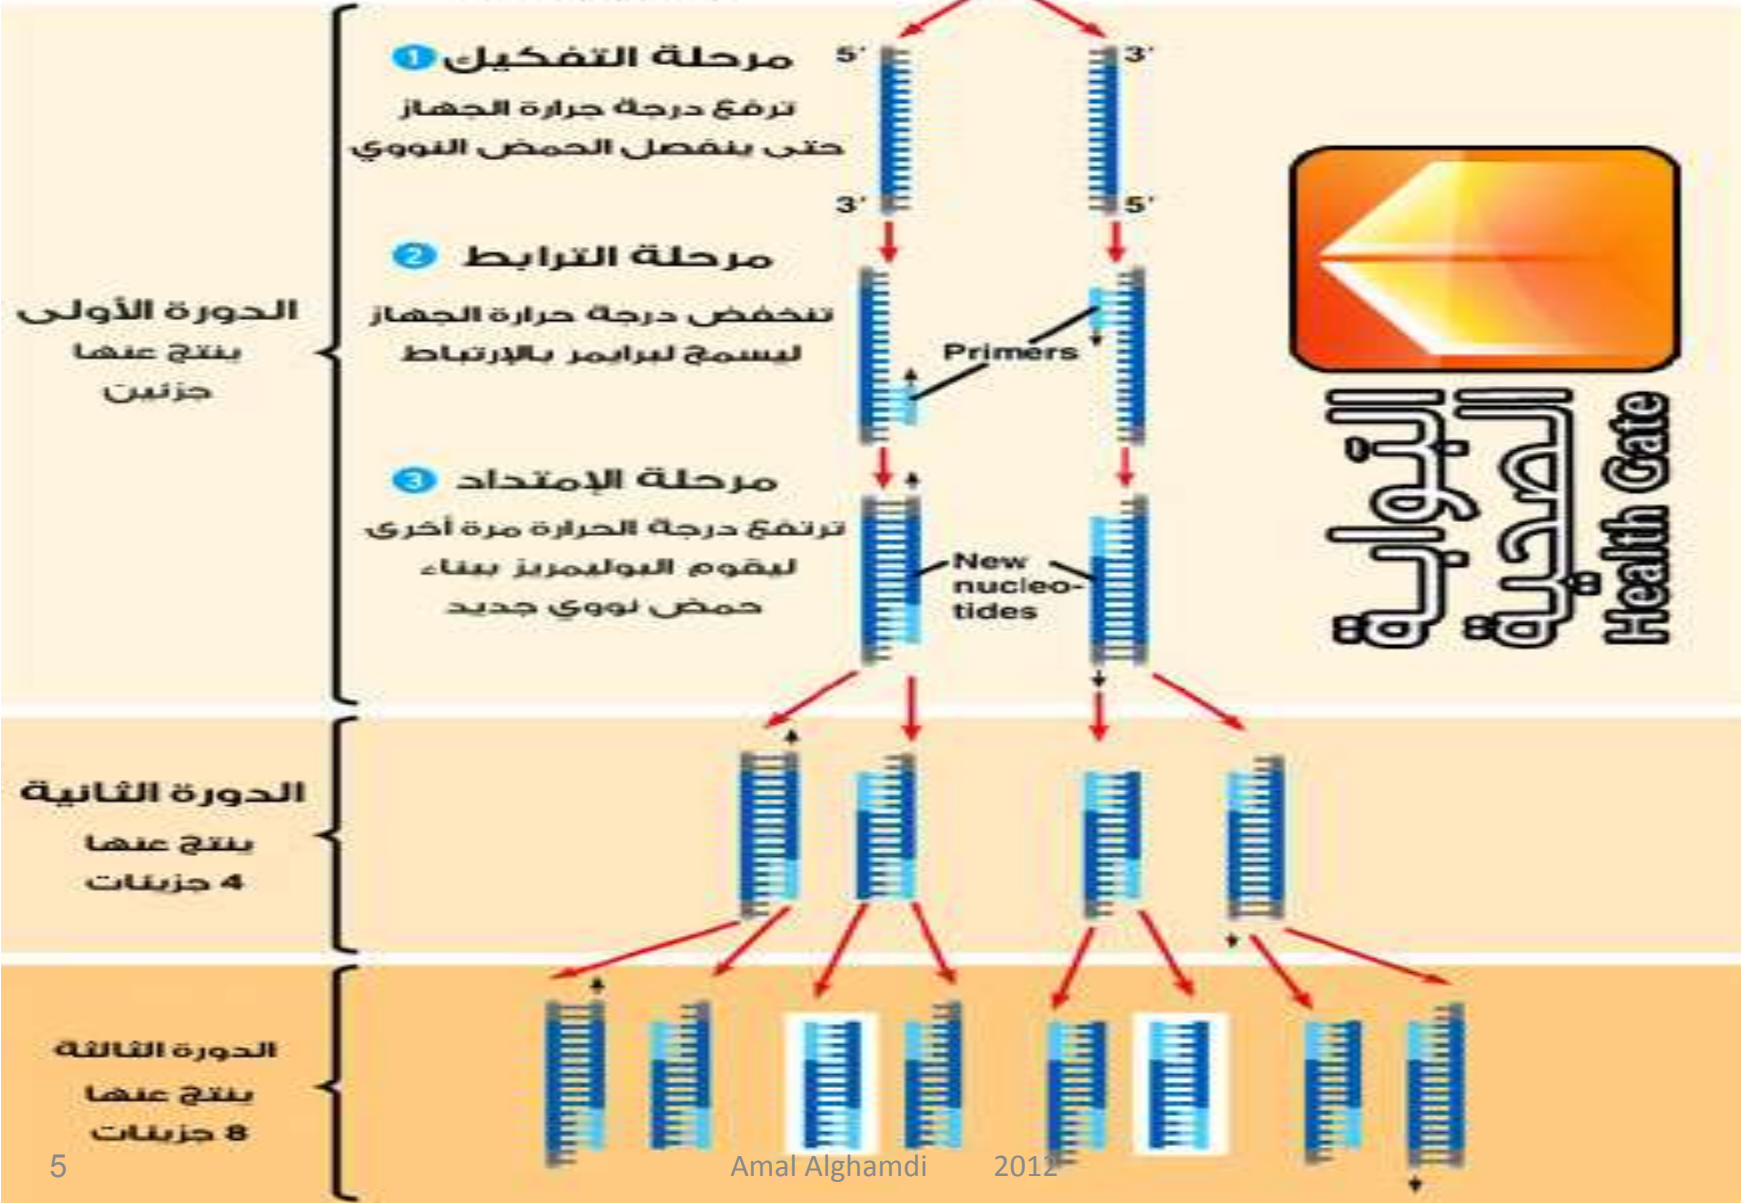 1 مرحلة التفكيك
ترفع درجة جرارة الجهاز
حتى ينفصل الحمض النووي
5'
3'
3'
5'
2 مرحلة الترابط
تنخفض درجة حرارة الجهاز
ليسمح لبرايمر بالإرتباط
Primers
3 مرحلة الإمتداد
ترتفع درجة الحرارة مرة أخرى
ليقوم البوليمريز ببناء
حمض نووي جديد
New
nucleo-
tides
الدورة الأولى
ينتج عنها
جزئين
البوابة
الصحية
Health Gate
الدورة الثانية
ينتج عنها
4 جزيئات
الدورة الثالثة
ينتج عنها
8 جزيئات
5
Amal Alghamdi 2012